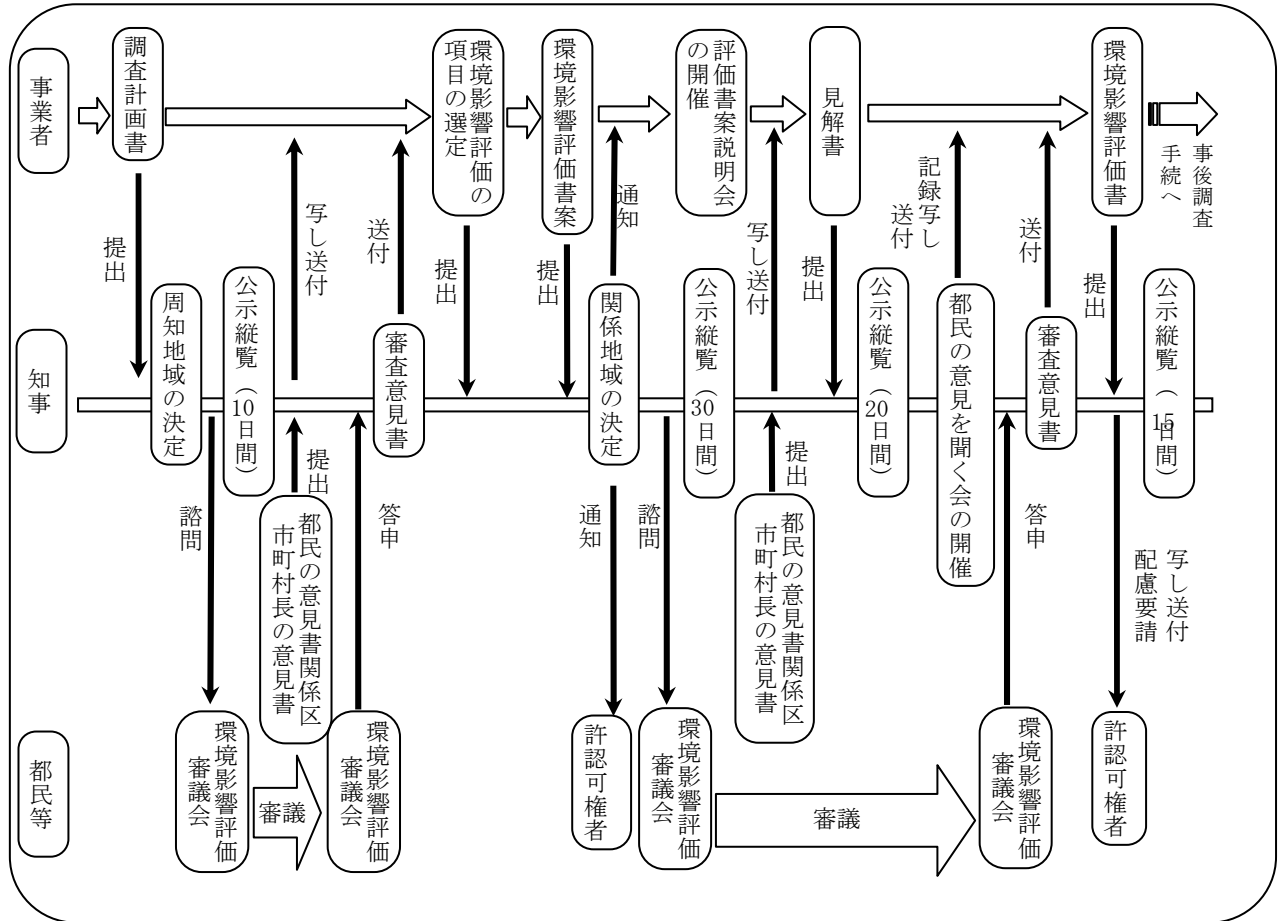 事業者
調査計画書
環境影響評価の
項目の選定
環境影響評価書案
評価書案説明会
の開催
見解書
環境影響評価書
事後調査
手続へ
提出
写し送付
送付
提出
提出
通知
写し送付
提出
記録写し
送付
送付
提出
知事
周知地域の決定
公示縦覧（10日間）
審査意見書
関係地域の決定
公示縦覧（30日間）
公示縦覧（20日間）
都民の意見を聞く会の開催
審査意見書
公示縦覧（15日間）
諮問
提出
都民の意見書関係区
市町村長の意見書
答申
通知
諮問
提出
都民の意見書関係区
市町村長の意見書
答申
写し送付
配慮要請
都民等
環境影響評価
審議会
審議
環境影響評価
審議会
許認可権者
環境影響評価
審議会
審議
環境影響評価
審議会
許認可権者